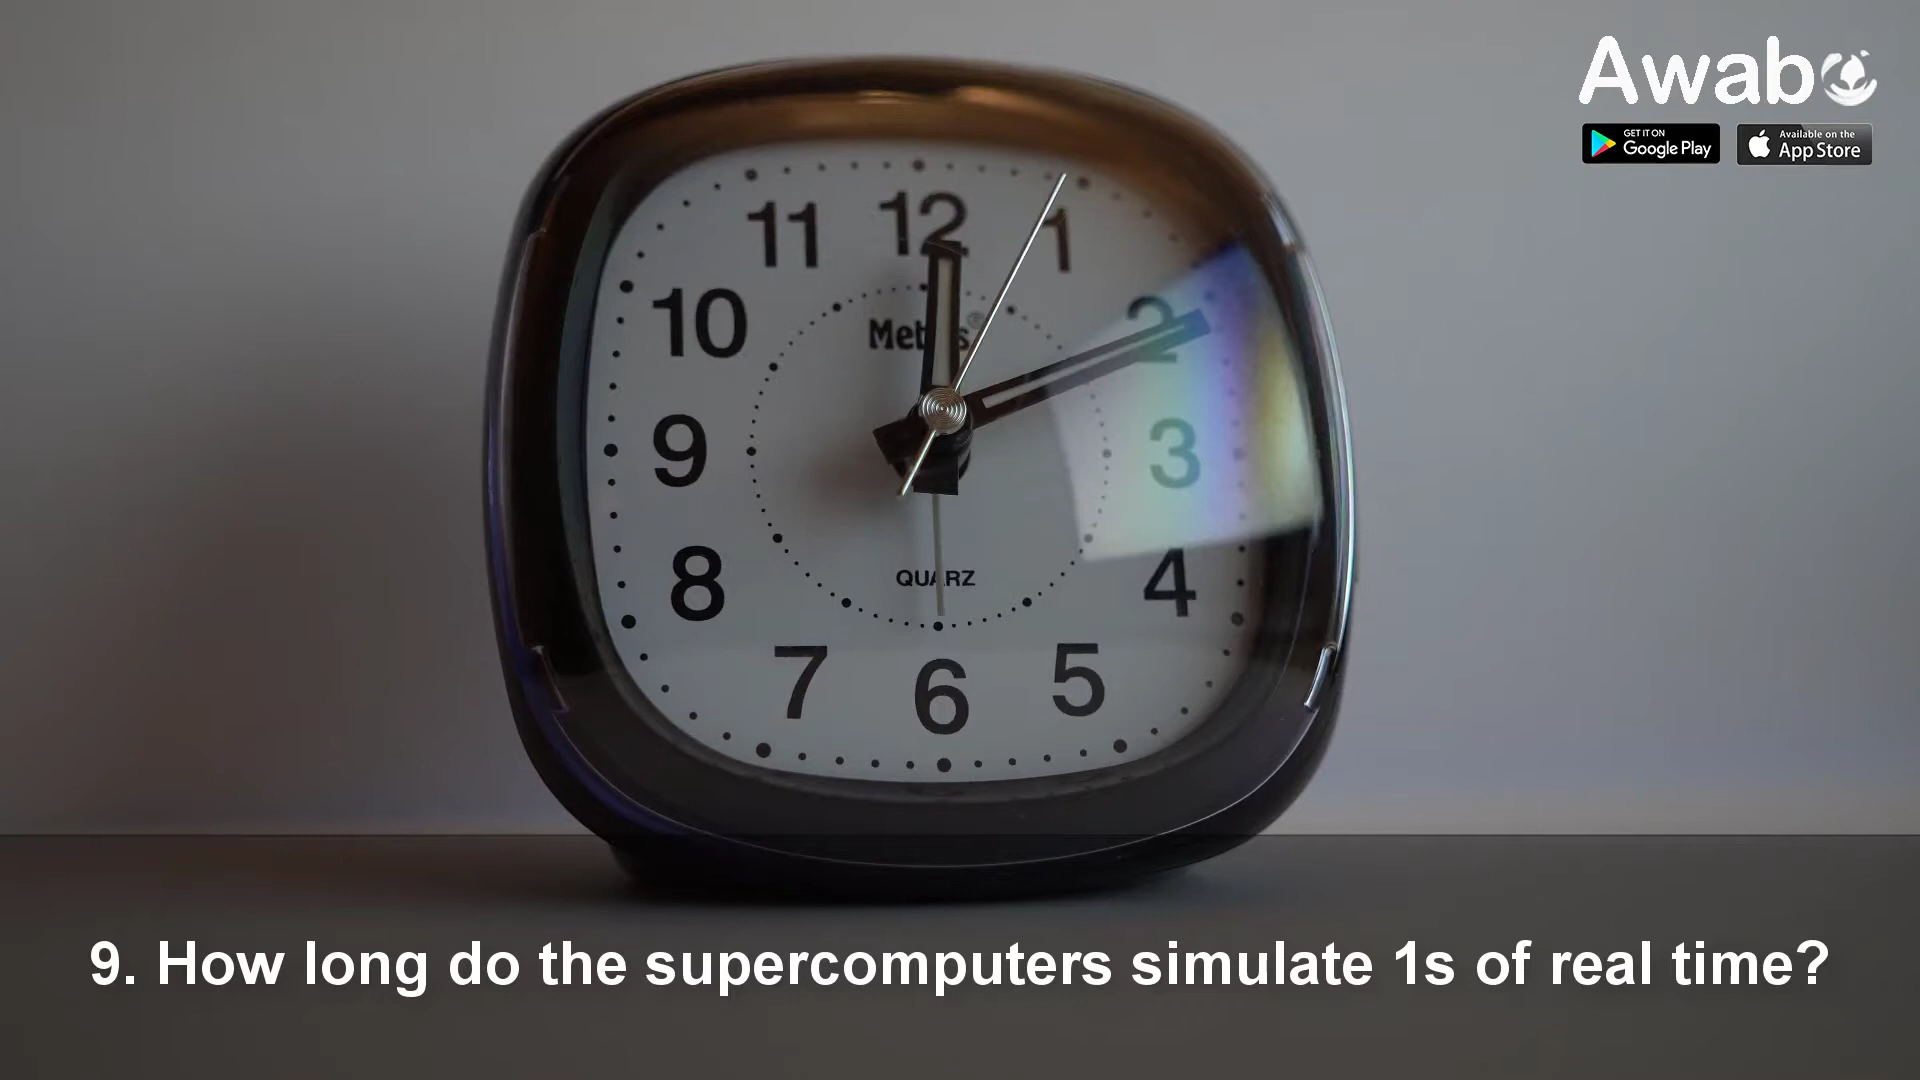 Awabe
GET IT ON
Google Play
Available on the
App Store
11 12 1
10 2
9 3
8 4
7 6 5
QUARZ
9. How long do the supercomputers simulate 1s of real time?